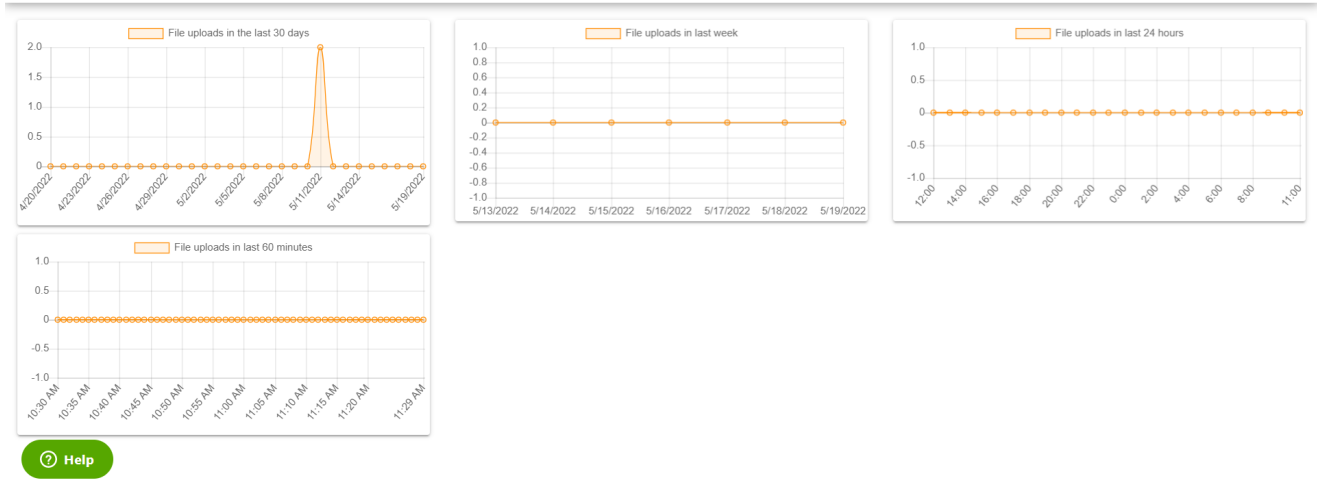 File uploads in the last 30 days
2.0
1.5
1.0
0.5
0
4/20/2022 4/23/2022 4/26/2022 4/29/2022 5/2/2022 5/5/2022 5/8/2022 5/11/2022 5/14/2022 5/19/2022
File uploads in last week
1.0
0.8
0.6
0.4
0.2
0
-0.2
-0.4
-0.6
-0.8
-1.0
5/13/2022 5/14/2022 5/15/2022 5/16/2022 5/17/2022 5/18/2022 5/19/2022
File uploads in last 24 hours
1.0
0.5
0
-0.5
-1.0
12:00 14:00 16:00 18:00 20:00 22:00 0:00 2:00 4:00 6:00 8:00 11:00
File uploads in last 60 minutes
1.0
0.5
0
-0.5
-1.0
10:30 AM 10:35 AM 10:40 AM 10:45 AM 10:50 AM 10:55 AM 11:00 AM 11:05 AM 11:10 AM 11:15 AM 11:20 AM 11:29 AM
? Help